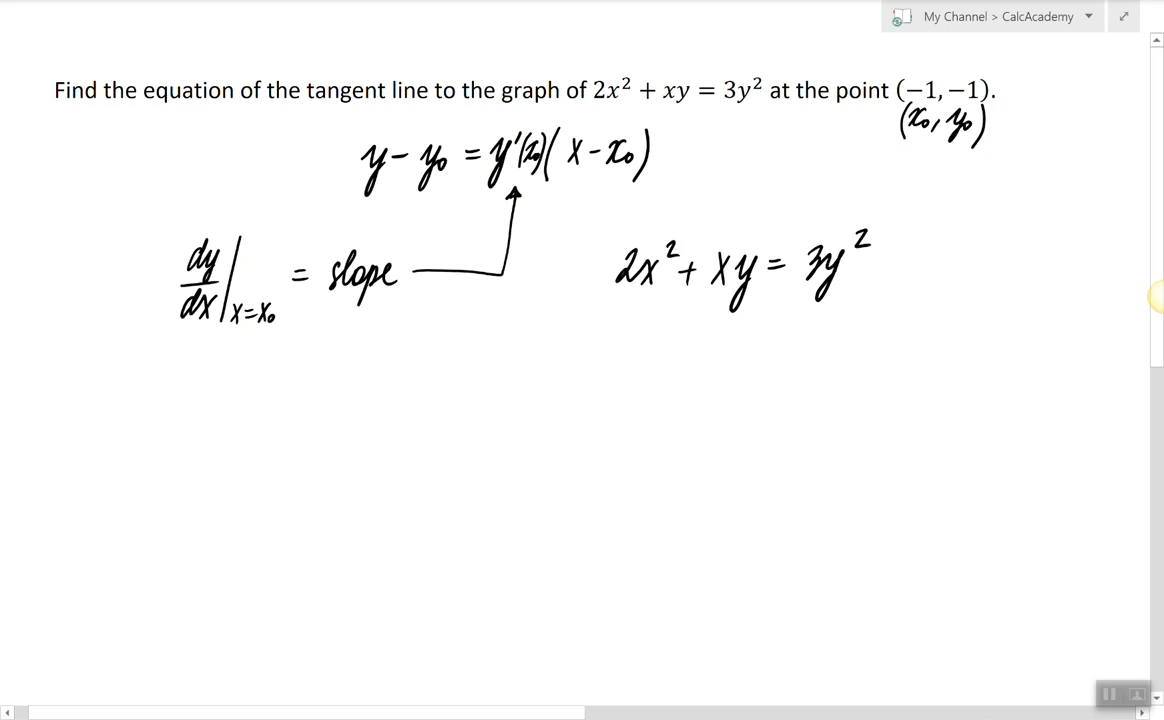 My Channel > CalcAcademy
Find the equation of the tangent line to the graph of 2x² + xy = 3y² at the point (−1, −1).
(x₀, y₀)
y − y₀ = y'(x₀)(x − x₀)
dy/dx|ₓ₌ₓ₀ = slope
2x² + xy = 3y²